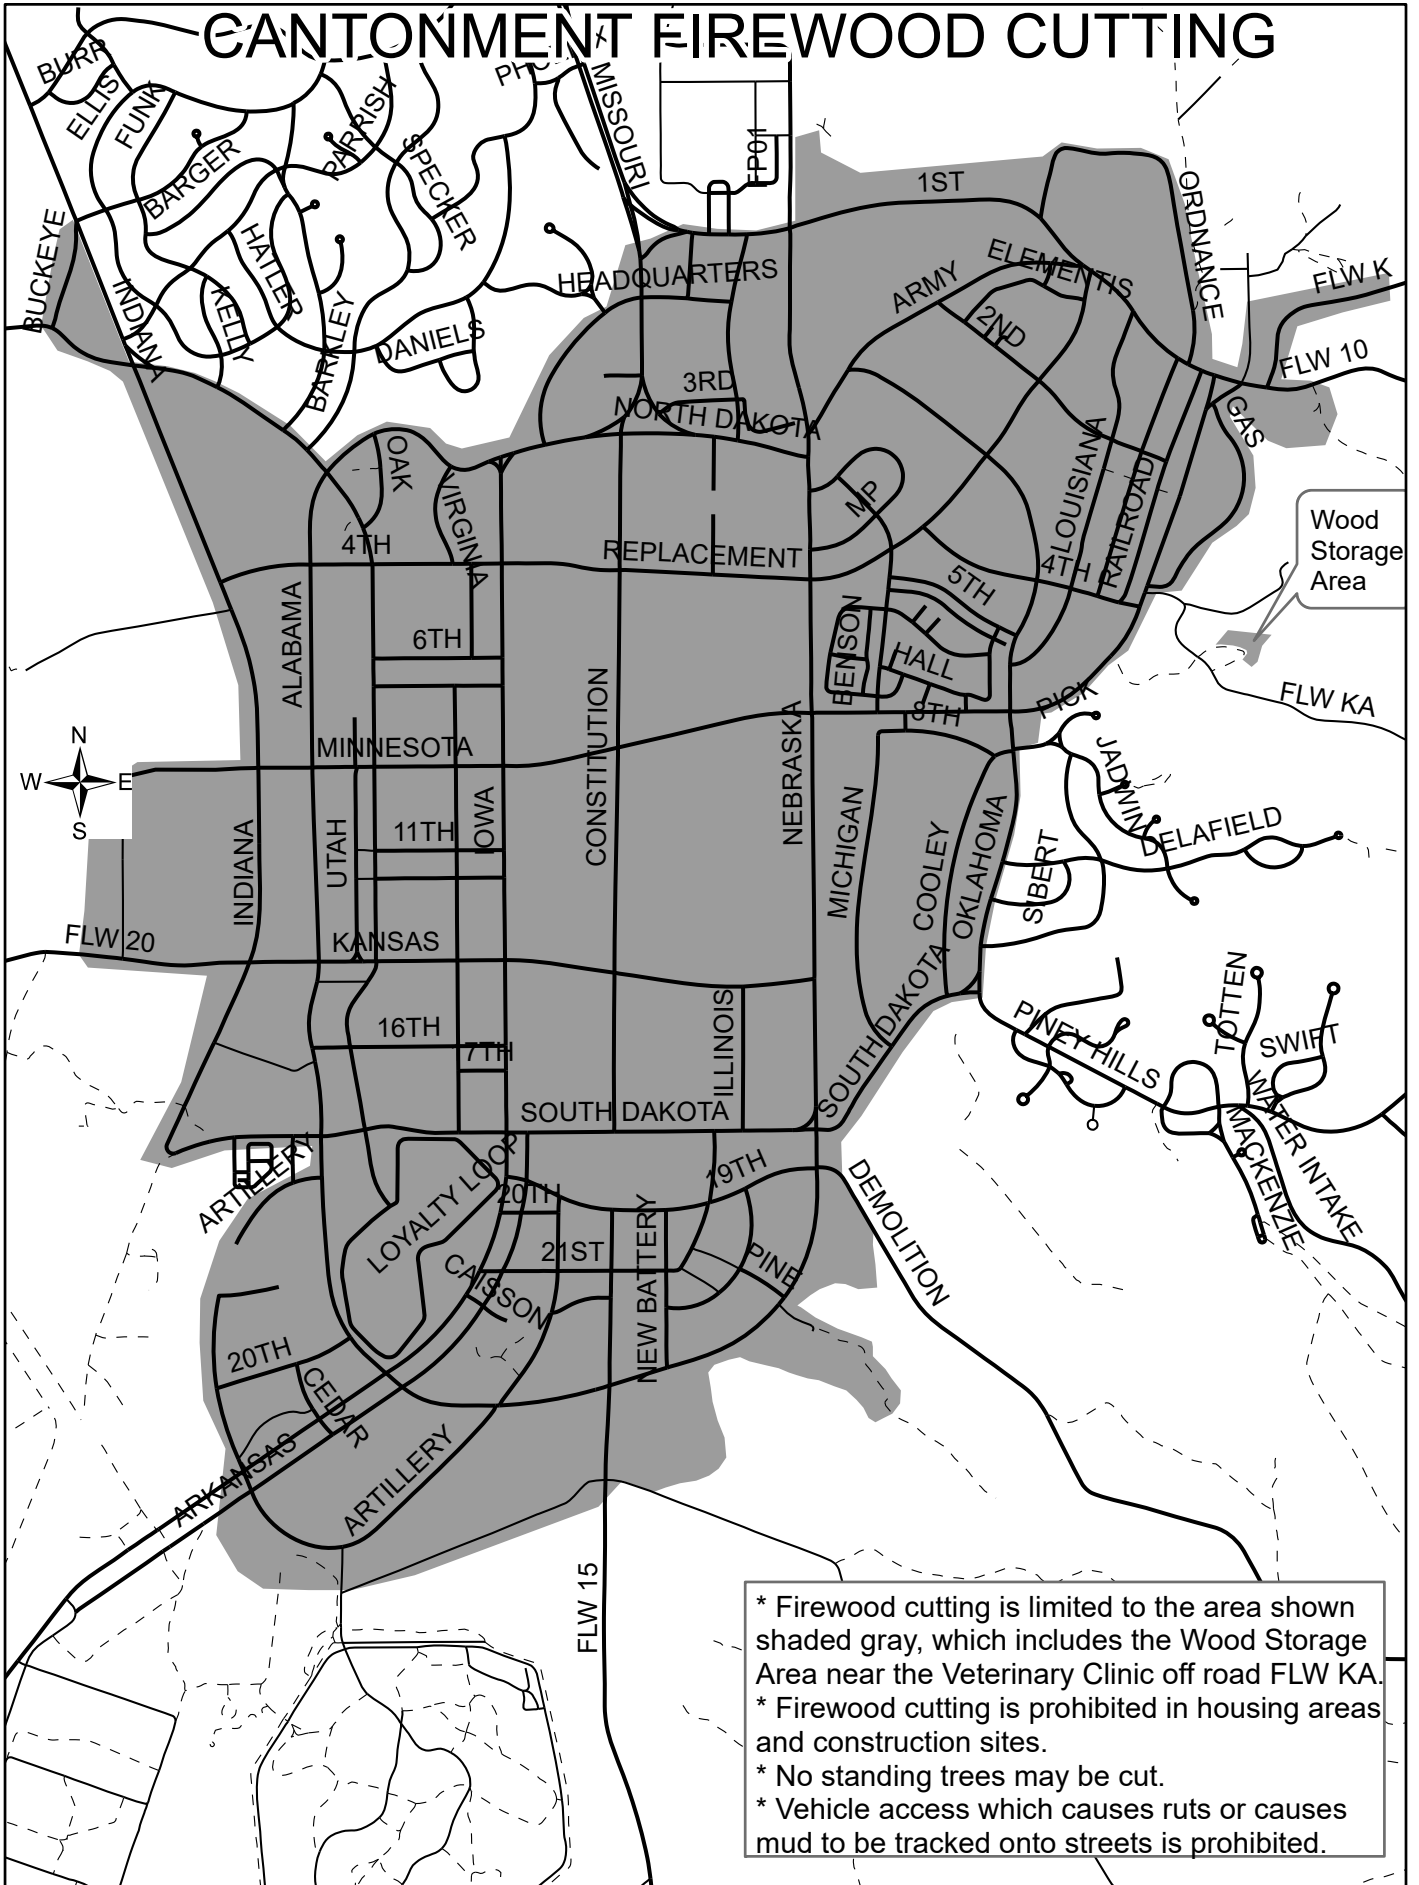 CANTONMENT FIREWOOD CUTTING
BURR
ELLIS
FUNK
BARGER
PARRISH
SPECKER
MISSOURI
FP01
1ST
ORDNANCE
BUCKEYE
INDIANA
HATLER
KELLY
BARKLEY
DANIELS
HEADQUARTERS
ARMY
ELEMENTIS
2ND
FLW K
FLW 10
GAS
3RD
NORTH DAKOTA
OAK
VIRGINIA
4TH
REPLACEMENT
MP
LOUISIANA
RAILROAD
4TH
5TH
Wood
Storage
Area
ALABAMA
6TH
BENSON
HALL
8TH
PICK
FLW KA
N
W E
S
MINNESOTA
CONSTITUTION
NEBRASKA
JADWIN
DELAFIELD
INDIANA
UTAH
11TH
IOWA
MICHIGAN
COOLEY
OKLAHOMA
SIBERT
FLW 20
KANSAS
16TH
7TH
ILLINOIS
SOUTH DAKOTA
SOUTH DAKOTA
PINEY HILLS
TOTTEN
SWIFT
WATER INTAKE
MACKENZIE
ARTILLERY
LOYALTY LOOP
20TH
19TH
DEMOLITION
21ST
CAISSON
NEW BATTERY
PINE
20TH
CEDAR
ARKANSAS
ARTILLERY
FLW 15
* Firewood cutting is limited to the area shown
shaded gray, which includes the Wood Storage
Area near the Veterinary Clinic off road FLW KA.
* Firewood cutting is prohibited in housing areas
and construction sites.
* No standing trees may be cut.
* Vehicle access which causes ruts or causes
mud to be tracked onto streets is prohibited.